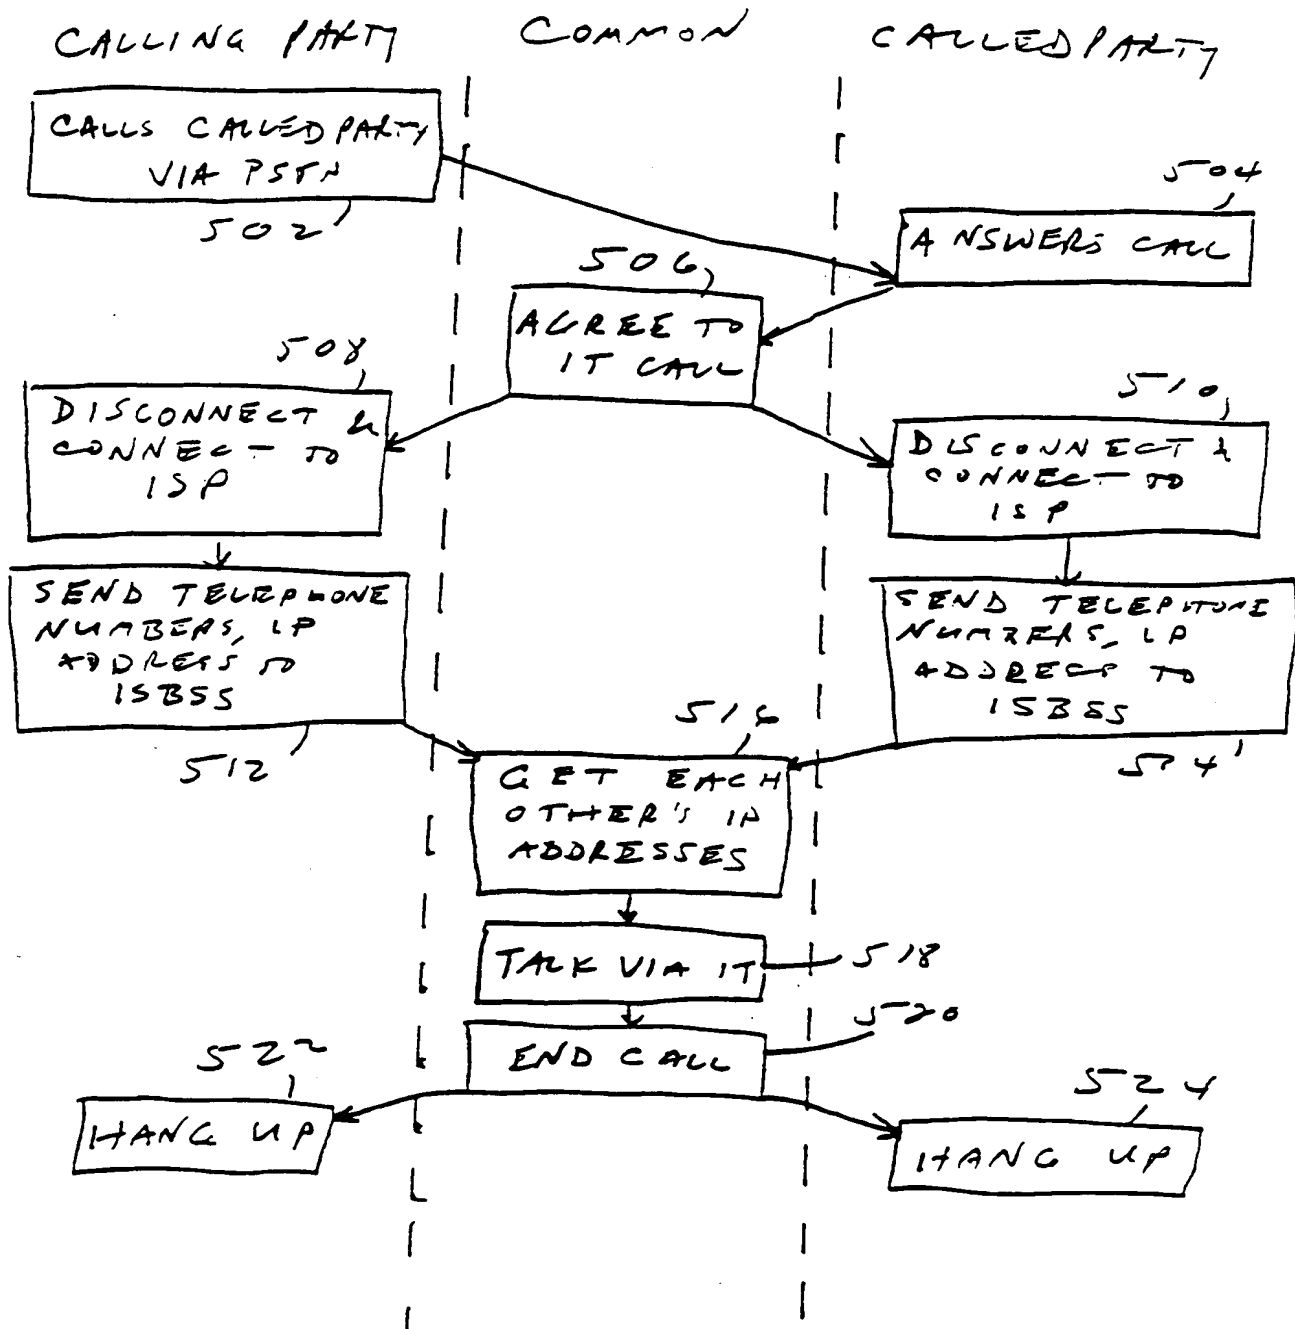 CALLING PARTY
COMMON
CALLED PARTY
CALLS CALLED PARTY
VIA PSTN
502
504
ANSWERS CALL
506
AGREE TO
IT CALL
508
DISCONNECT &
CONNECT TO
ISP
510
DISCONNECT &
CONNECT TO
ISP
SEND TELEPHONE
NUMBERS, IP
ADDRESS TO
ISBSS
512
SEND TELEPHONE
NUMBERS, IP
ADDRESS TO
ISBSS
514
516
GET EACH
OTHER'S IP
ADDRESSES
TALK VIA IT
518
END CALL
520
522
HANG UP
524
HANG UP